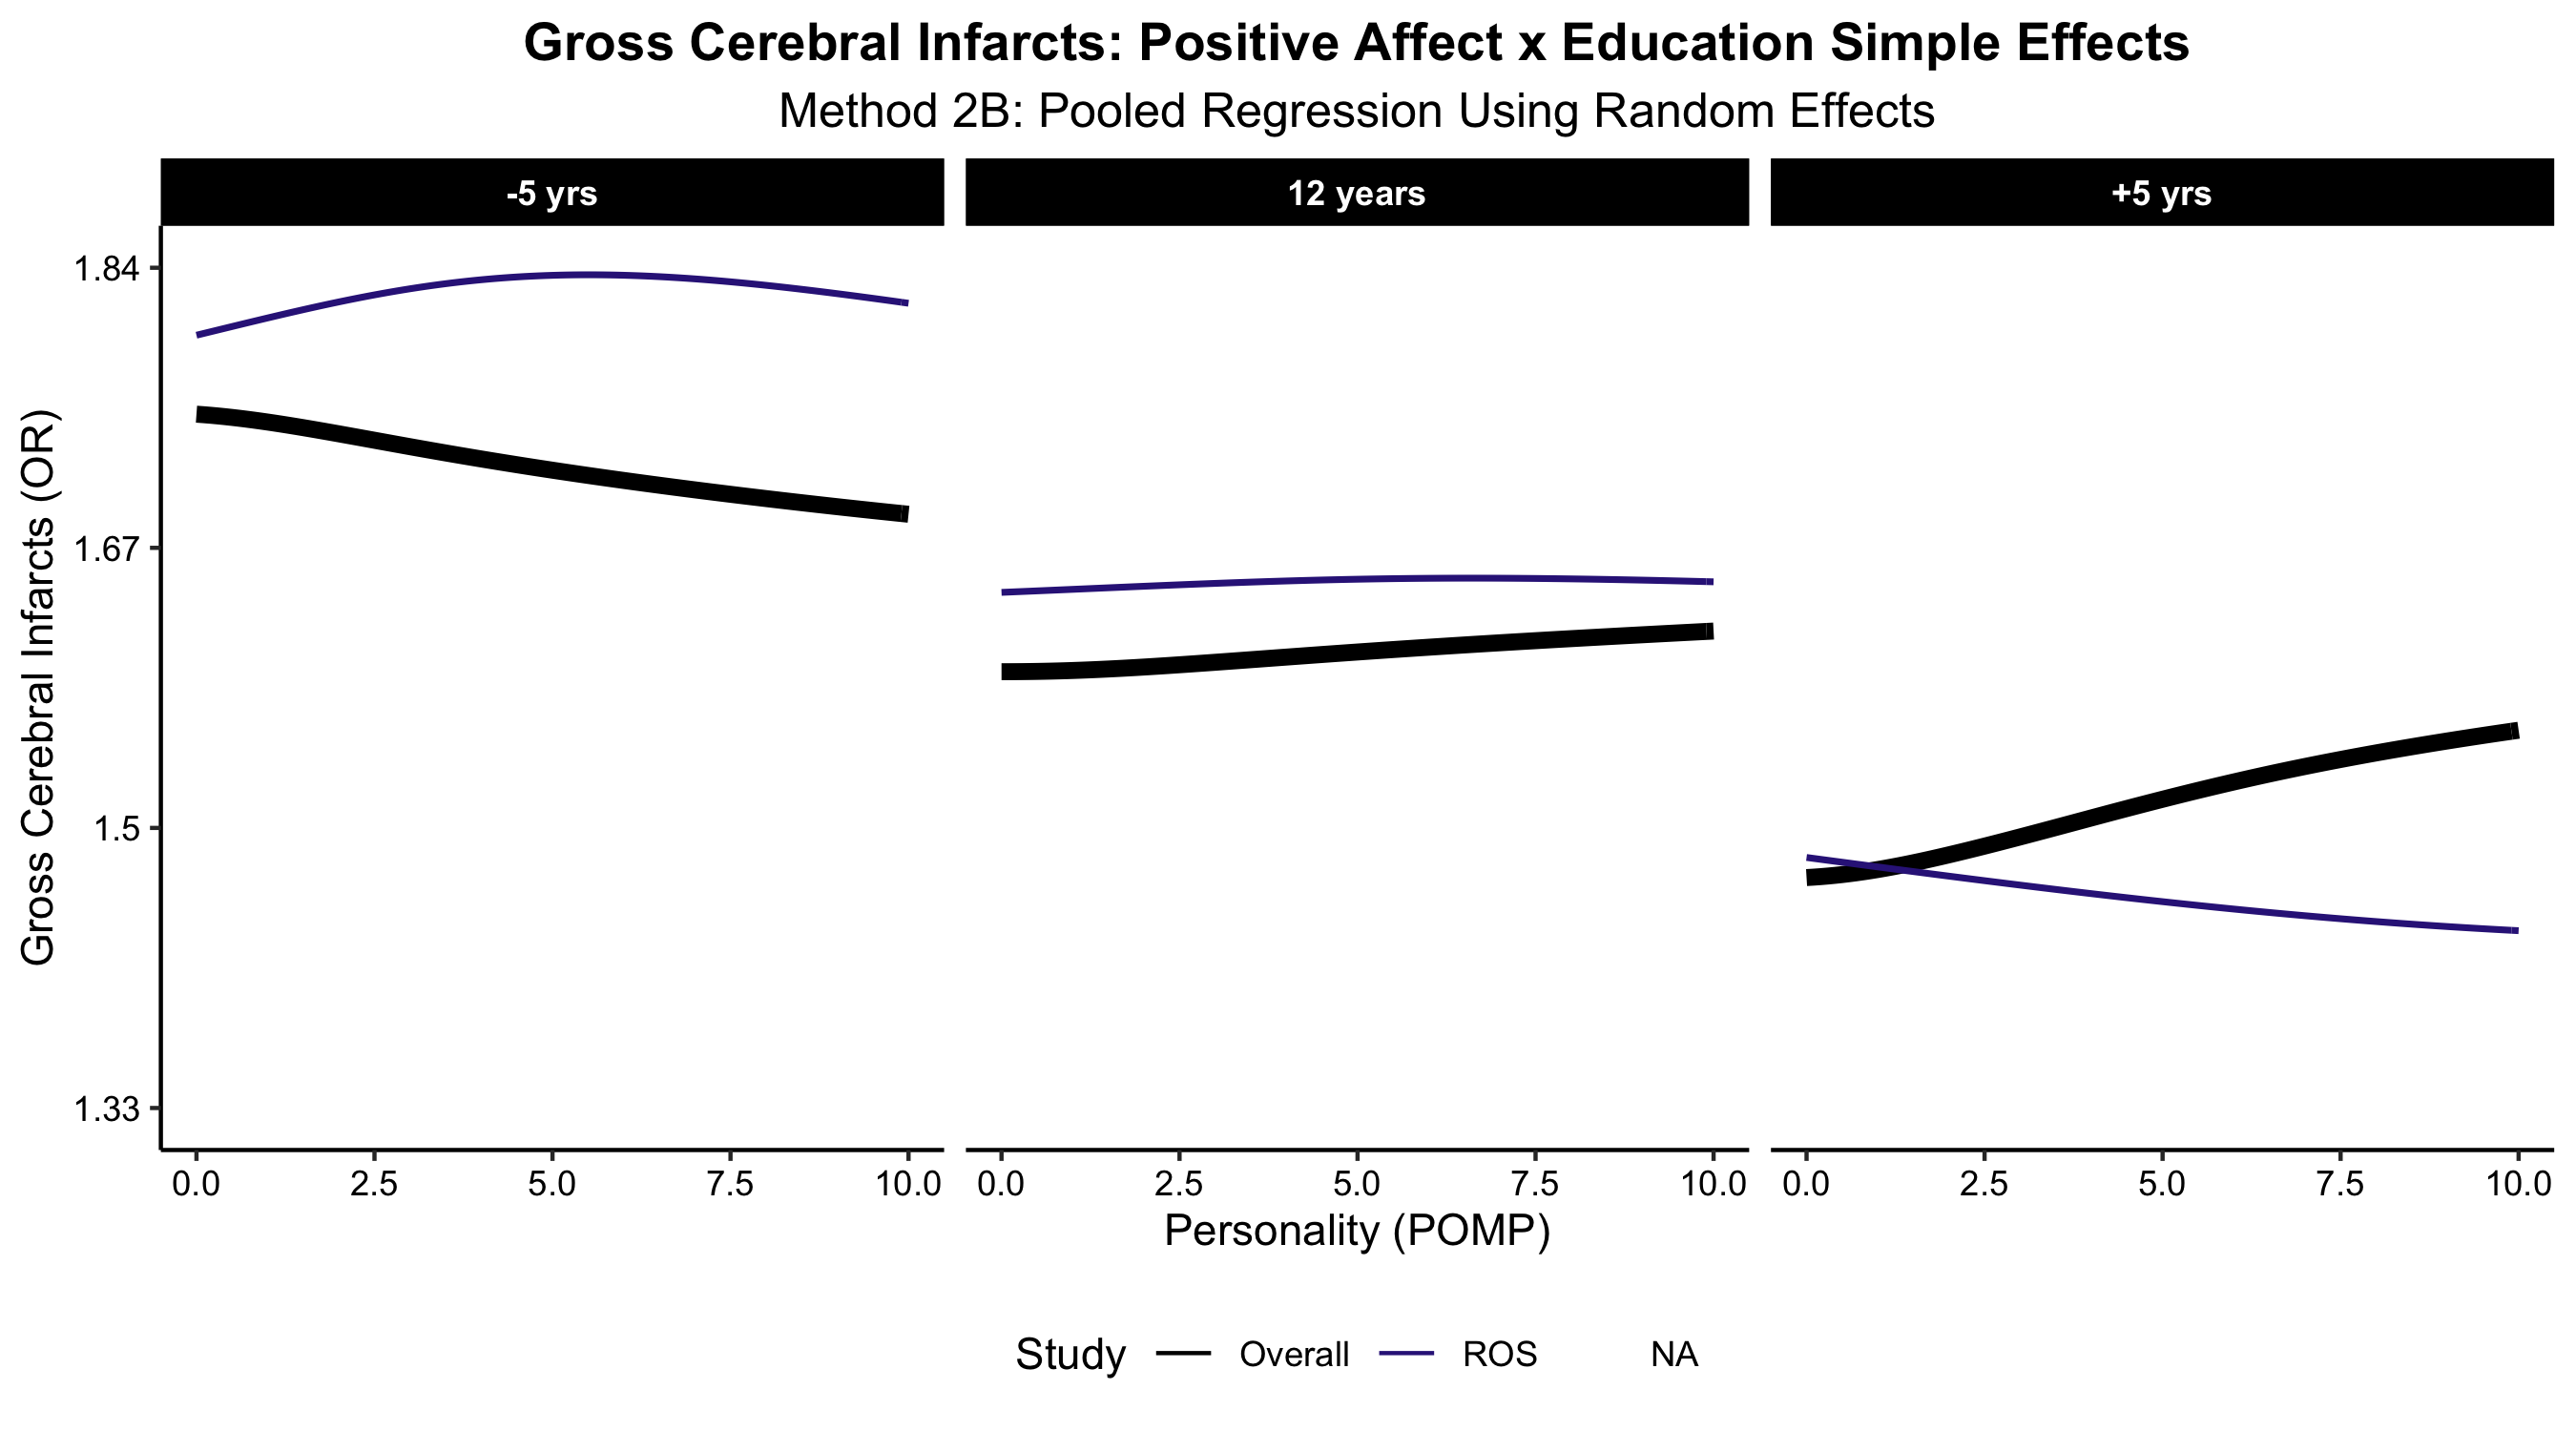 Gross Cerebral Infarcts: Positive Affect x Education Simple Effects
Method 2B: Pooled Regression Using Random Effects
-5 yrs
12 years
+5 yrs
Gross Cerebral Infarcts (OR)
1.84
1.67
1.5
1.33
0.0 2.5 5.0 7.5 10.0
0.0 2.5 5.0 7.5 10.0
0.0 2.5 5.0 7.5 10.0
Personality (POMP)
Study Overall ROS NA